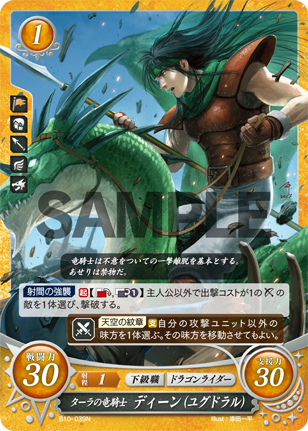 1
SAMPLE
竜騎士は不意をついての一撃離脱を基本とする。
あせりは禁物だ。
射間の強襲 起 1 主人公以外で出撃コストが1の
の敵を1体選び、撃破する。
天空の紋章 支 自分の攻撃ユニット以外の
味方を1体選ぶ。その味方を移動させてもよい。
戦闘力
30
射程 1
下級職
ドラゴンライダー
支援力
30
ターラの竜騎士 ディーン(ユグドラル)
B10-039N